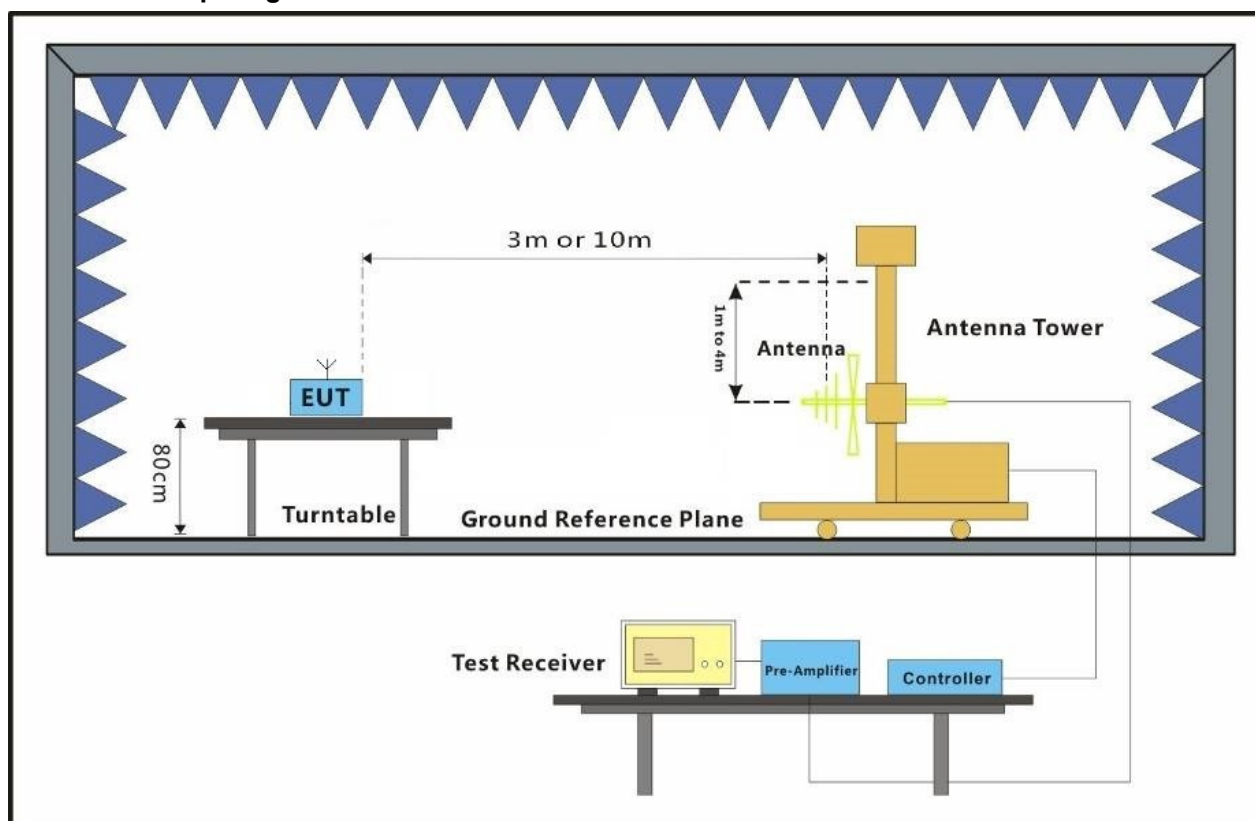 3m or 10m
1m to 4m
Antenna Tower
Antenna
EUT
80cm
Turntable
Ground Reference Plane
Test Receiver
Pre-Amplifier
Controller